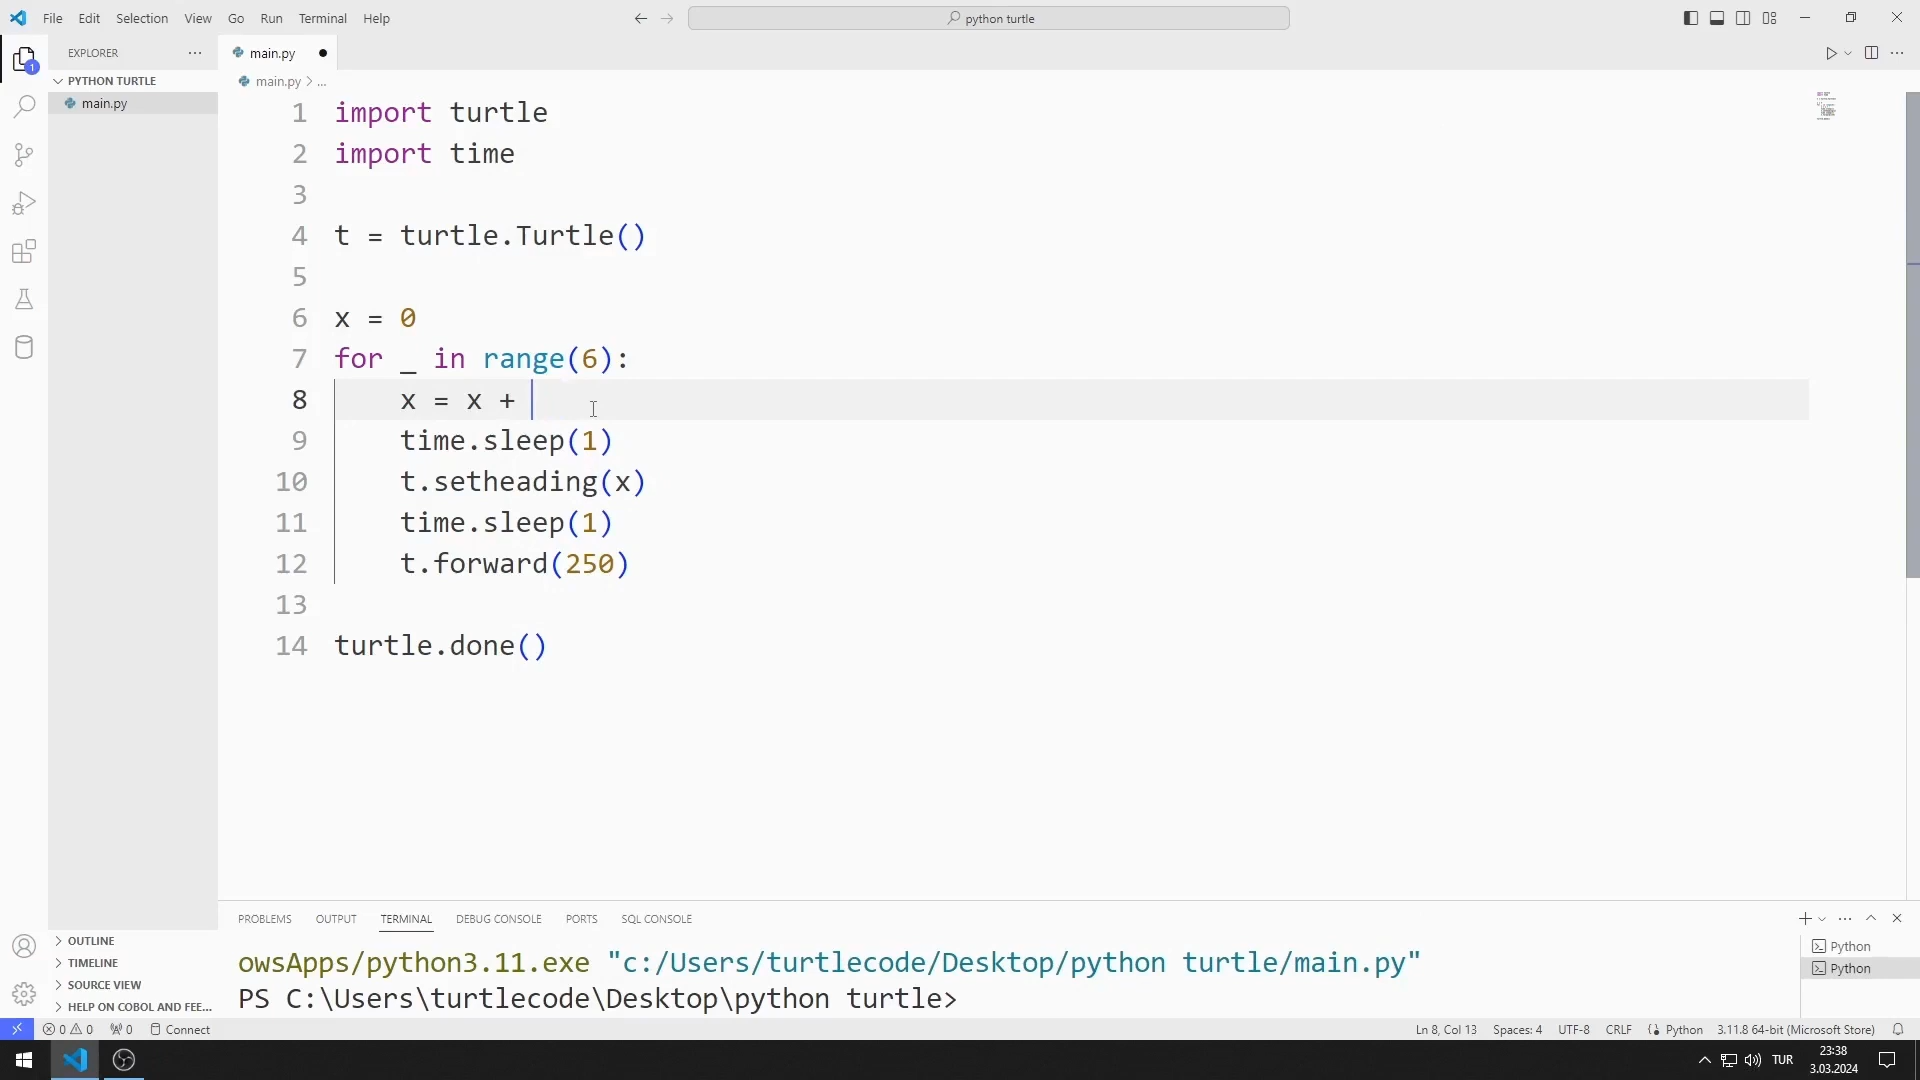 File Edit Selection View Go Run Terminal Help
python turtle
EXPLORER
main.py
1
PYTHON TURTLE
main.py
main.py > ...
1 import turtle
2 import time
3
4 t = turtle.Turtle()
5
6 x = 0
7 for _ in range(6):
8 x = x +
9 time.sleep(1)
10 t.setheading(x)
11 time.sleep(1)
12 t.forward(250)
13
14 turtle.done()
OUTLINE
TIMELINE
SOURCE VIEW
HELP ON COBOL AND FEE...
PROBLEMS OUTPUT TERMINAL DEBUG CONSOLE PORTS SQL CONSOLE
owsApps/python3.11.exe "c:/Users/turtlecode/Desktop/python turtle/main.py"
PS C:\Users\turtlecode\Desktop\python turtle>
Python
Python
0 0 0 Connect
Ln 8, Col 13 Spaces: 4 UTF-8 CRLF Python 3.11.8 64-bit (Microsoft Store)
TUR
23:38
3.03.2024